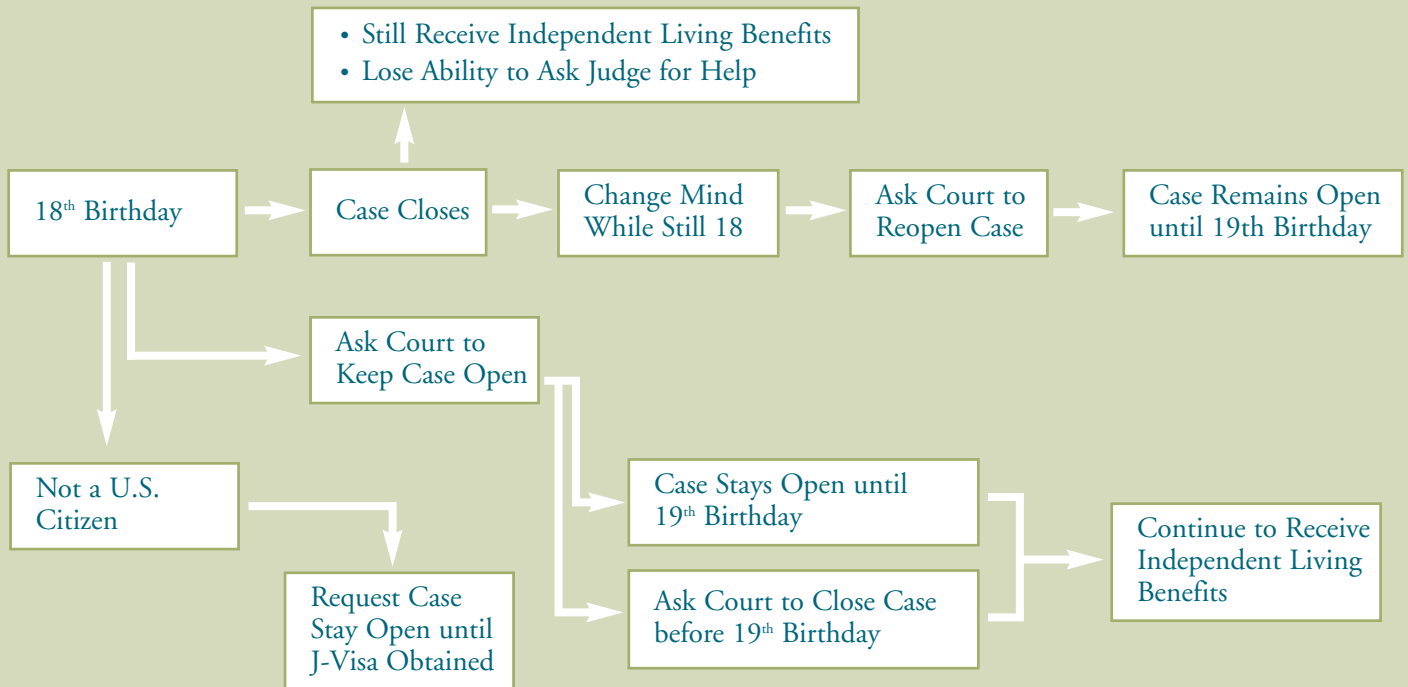 • Still Receive Independent Living Benefits
• Lose Ability to Ask Judge for Help
18th Birthday
Case Closes
Change Mind
While Still 18
Ask Court to
Reopen Case
Case Remains Open
until 19th Birthday
Ask Court to
Keep Case Open
Not a U.S.
Citizen
Case Stays Open until
19th Birthday
Continue to Receive
Independent Living
Benefits
Request Case
Stay Open until
J-Visa Obtained
Ask Court to Close Case
before 19th Birthday